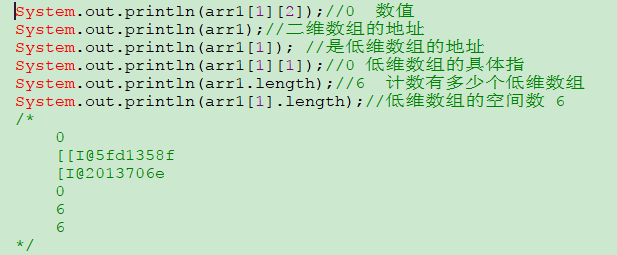 System.out.println(arr1[1][2]);//0  数值
System.out.println(arr1);//二维数组的地址
System.out.println(arr1[1]); //是低维数组的地址
System.out.println(arr1[1][1]);//0 低维数组的具体指
System.out.println(arr1.length);//6  计数有多少个低维数组
System.out.println(arr1[1].length);//低维数组的空间数 6
/*
    0
    [[I@5fd1358f
    [I@2013706e
    0
    6
    6
*/